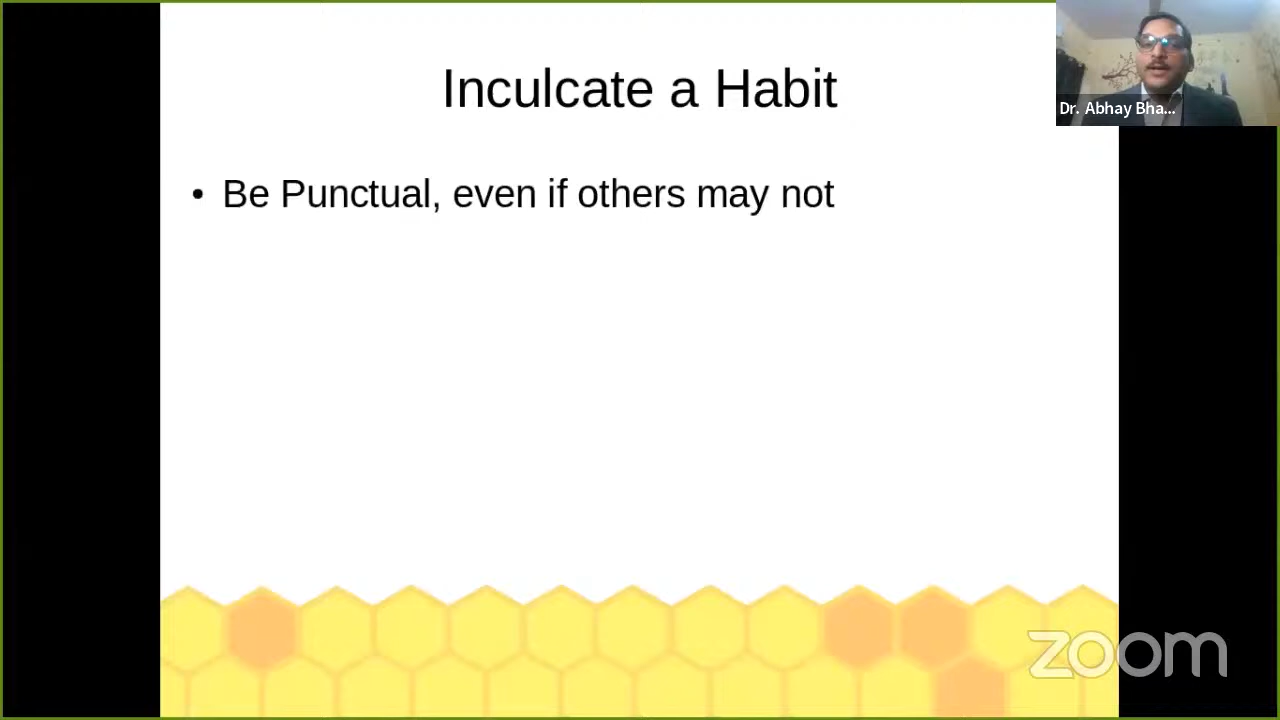 Inculcate a Habit
Dr. Abhay Bha...
• Be Punctual, even if others may not
zoom